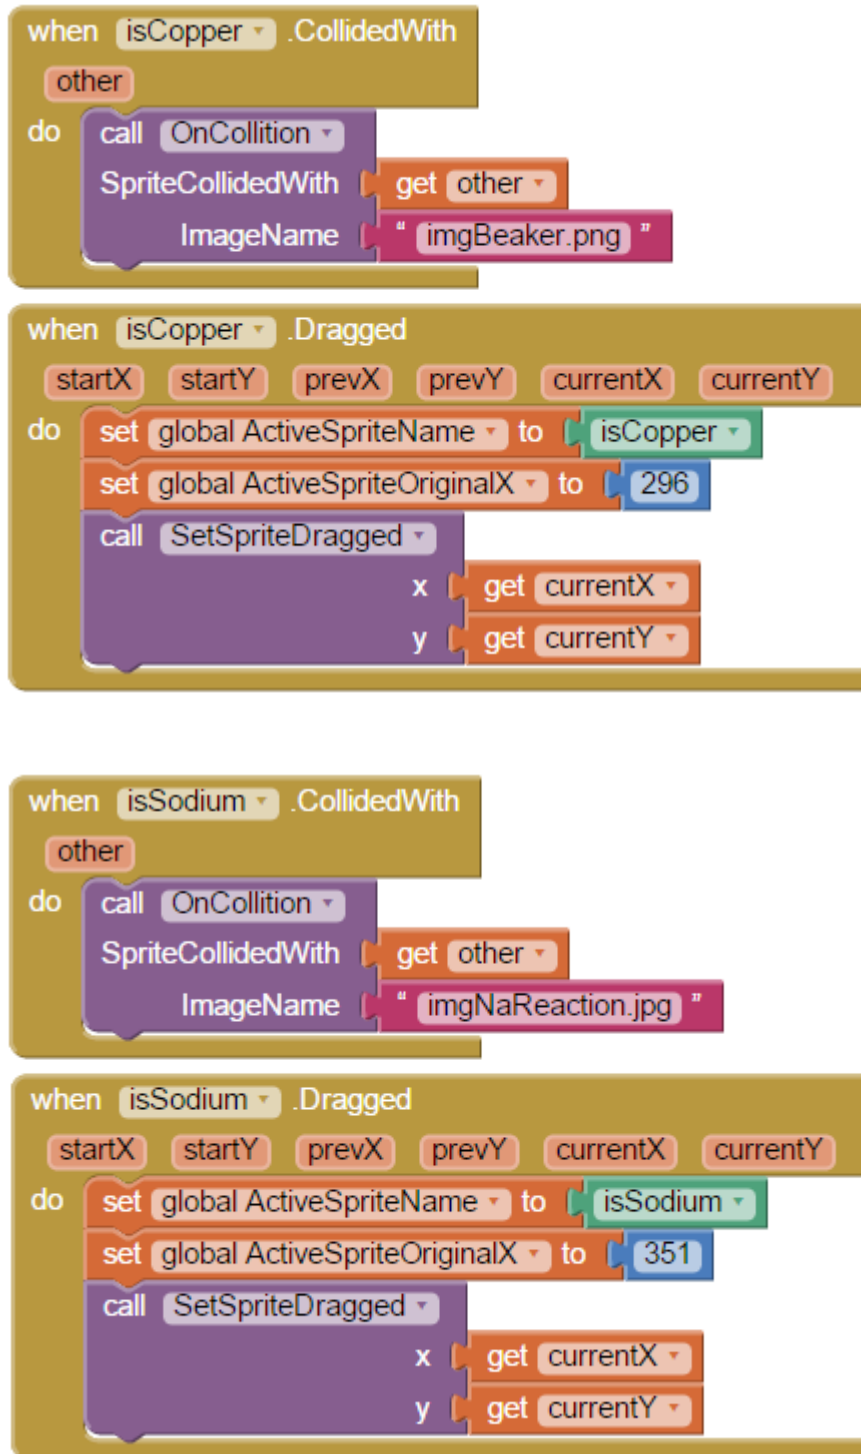 when isCopper .CollidedWith
other
do call OnCollition
SpriteCollidedWith get other
ImageName " imgBeaker.png "
when isCopper .Dragged
startX startY prevX prevY currentX currentY
do set global ActiveSpriteName to isCopper
set global ActiveSpriteOriginalX to 296
call SetSpriteDragged
x get currentX
y get currentY
when isSodium .CollidedWith
other
do call OnCollition
SpriteCollidedWith get other
ImageName " imgNaReaction.jpg "
when isSodium .Dragged
startX startY prevX prevY currentX currentY
do set global ActiveSpriteName to isSodium
set global ActiveSpriteOriginalX to 351
call SetSpriteDragged
x get currentX
y get currentY